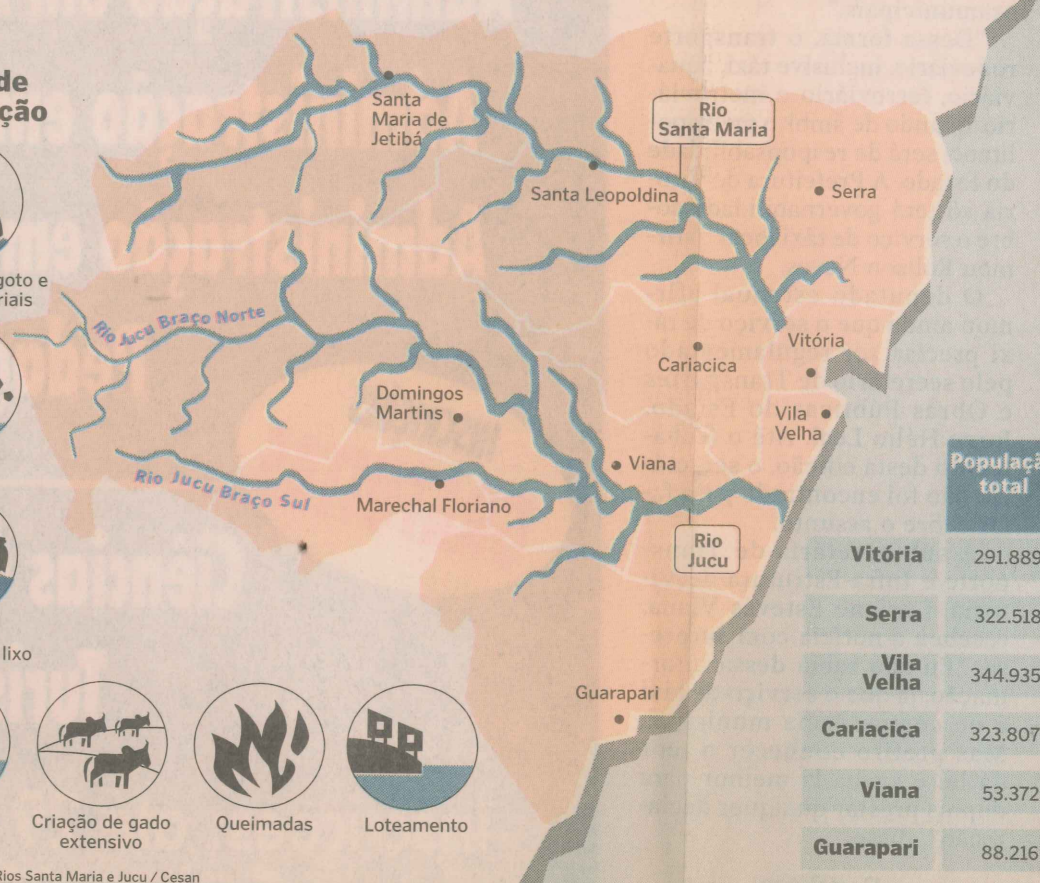 de
ção
goto e
riais
lixo
Santa
Maria de
Jetibá
Rio
Santa Maria
Santa Leopoldina
Serra
Rio Jucu Braço Norte
Vitória
Cariacica
Domingos
Martins
Vila
Velha
Viana
Rio Jucu Braço Sul
Marechal Floriano
Rio
Jucu
Guarapari
Criação de gado
extensivo
Queimadas
Loteamento
Rios Santa Maria e Jucu / Cesan
Populaçã
total
Vitória 291.889
Serra 322.518
Vila
Velha 344.935
Cariacica 323.807
Viana 53.372
Guarapari 88.216